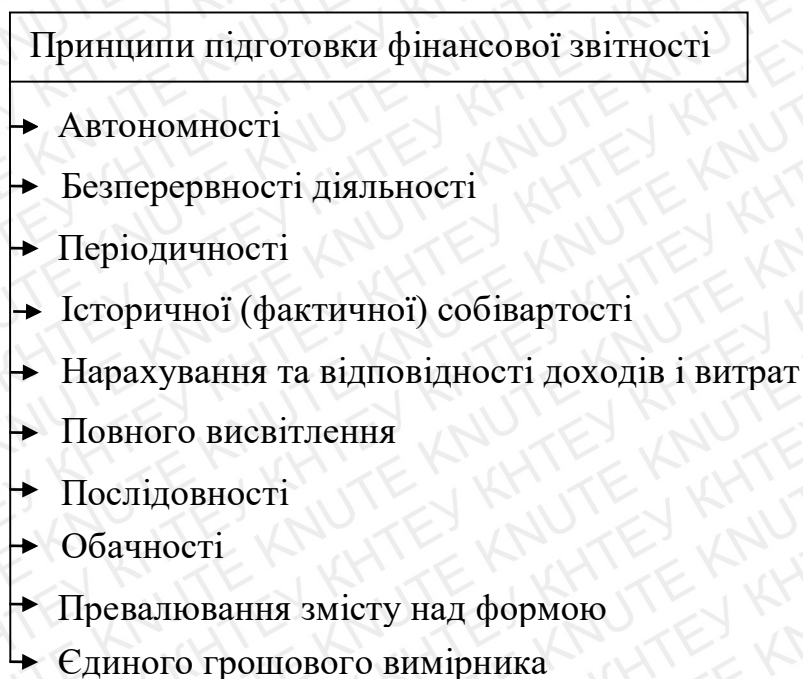 Принципи підготовки фінансової звітності
Автономності
Безперервності діяльності
Періодичності
Історичної (фактичної) собівартості
Нарахування та відповідності доходів і витрат
Повного висвітлення
Послідовності
Обачності
Превалювання змісту над формою
Єдиного грошового вимірника